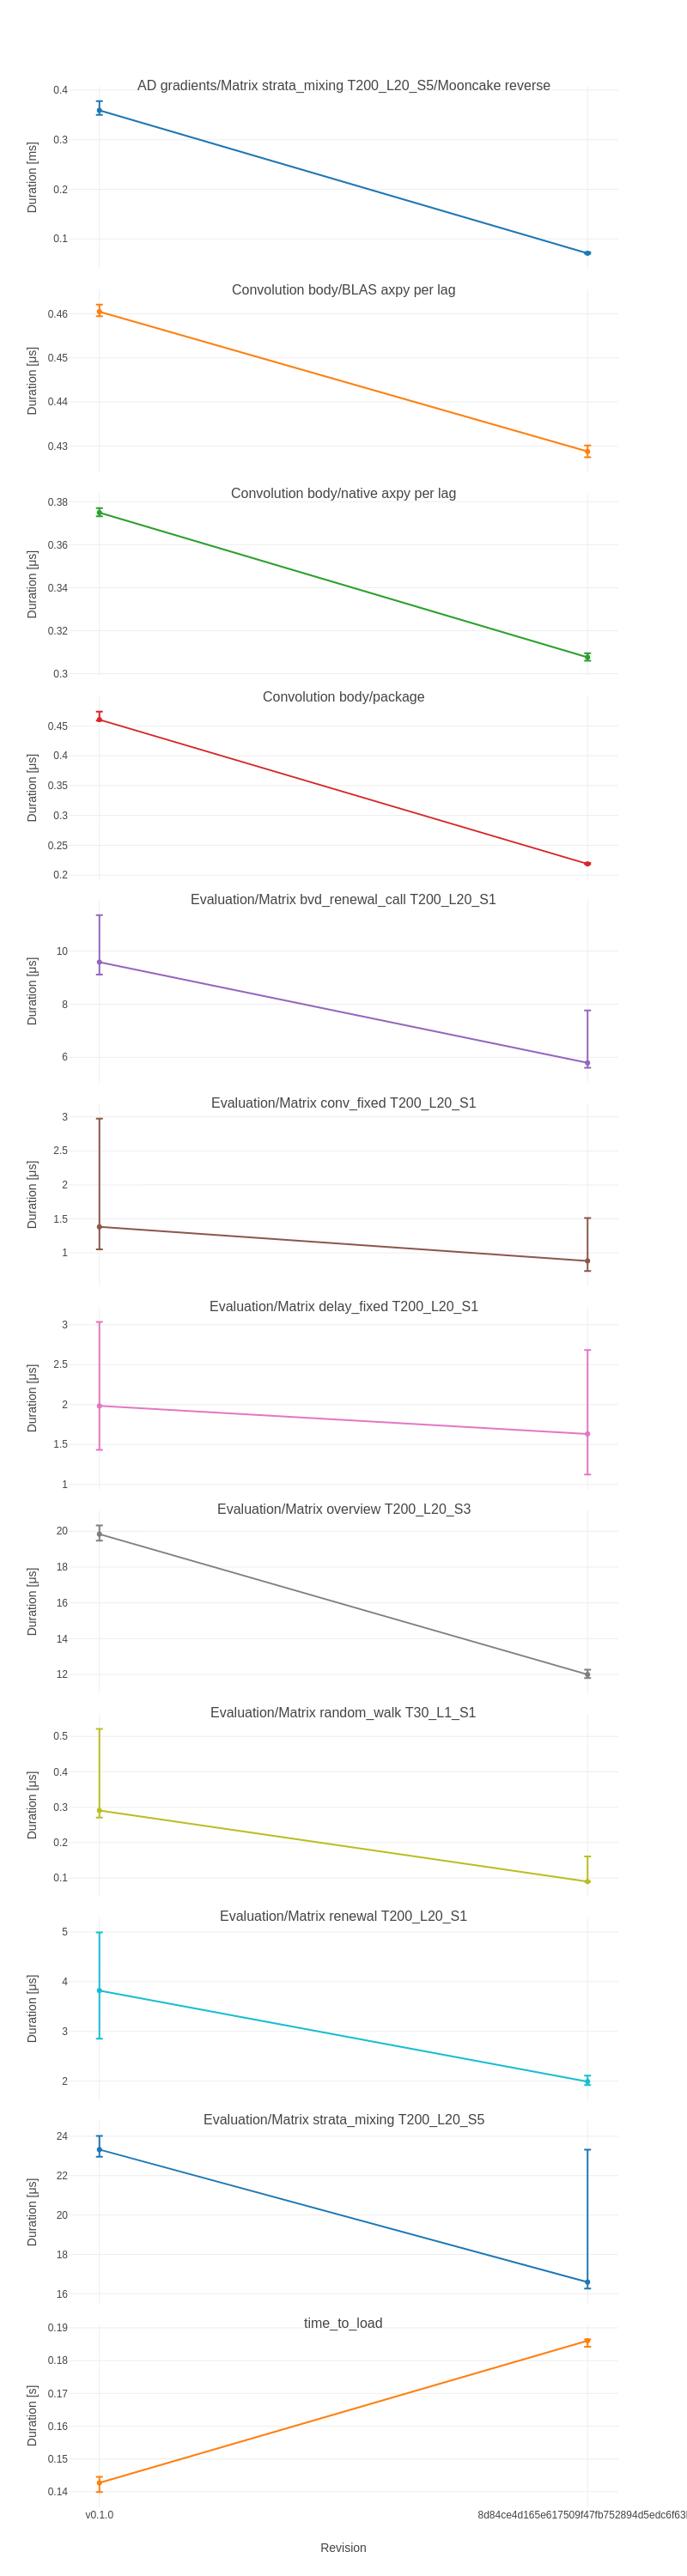 AD gradients/Matrix strata_mixing T200_L20_S5/Mooncake reverse
Duration [ms]
0.4
0.3
0.2
0.1
Convolution body/BLAS axpy per lag
Duration [μs]
0.46
0.45
0.44
0.43
Convolution body/native axpy per lag
Duration [μs]
0.38
0.36
0.34
0.32
0.3
Convolution body/package
Duration [μs]
0.45
0.4
0.35
0.3
0.25
0.2
Evaluation/Matrix bvd_renewal_call T200_L20_S1
Duration [μs]
10
8
6
Evaluation/Matrix conv_fixed T200_L20_S1
Duration [μs]
3
2.5
2
1.5
1
Evaluation/Matrix delay_fixed T200_L20_S1
Duration [μs]
3
2.5
2
1.5
1
Evaluation/Matrix overview T200_L20_S3
Duration [μs]
20
18
16
14
12
Evaluation/Matrix random_walk T30_L1_S1
Duration [μs]
0.5
0.4
0.3
0.2
0.1
Evaluation/Matrix renewal T200_L20_S1
Duration [μs]
5
4
3
2
Evaluation/Matrix strata_mixing T200_L20_S5
Duration [μs]
24
22
20
18
16
time_to_load
Duration [s]
0.19
0.18
0.17
0.16
0.15
0.14
v0.1.0
8d84ce4d165e617509f47fb752894d5edc6f63
Revision